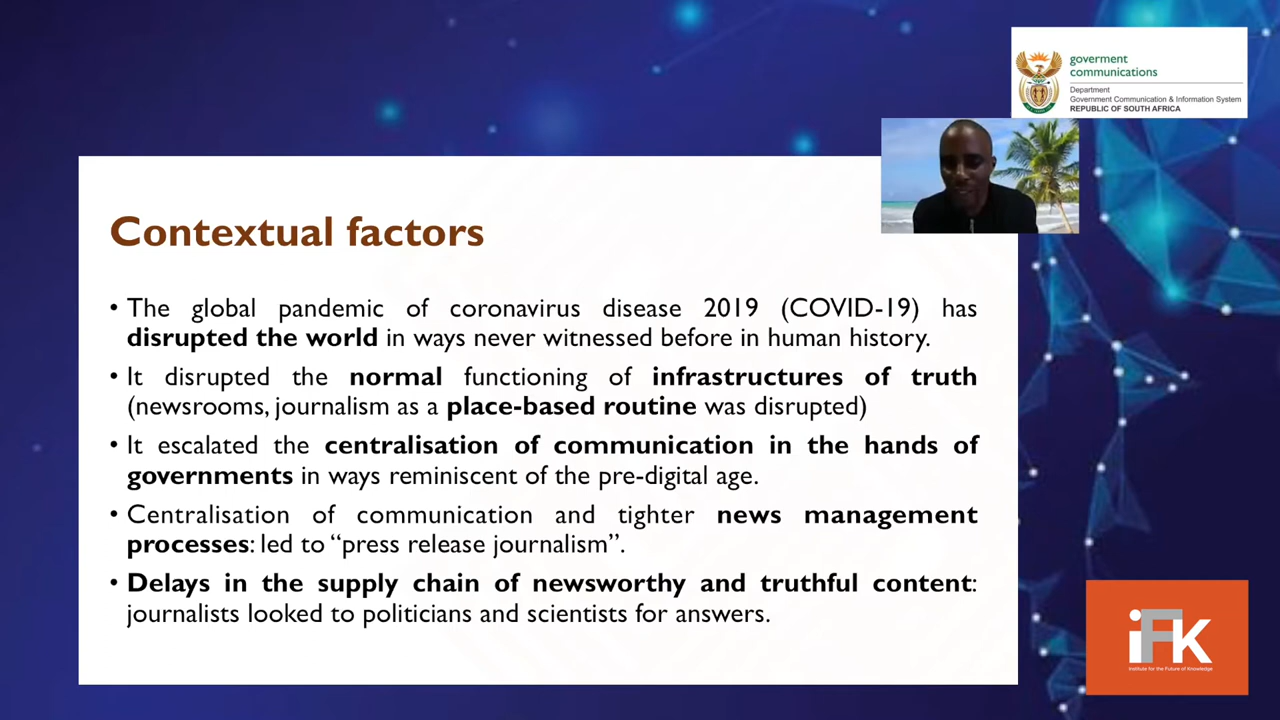 goverment
communications
Department
Government Communication & Information System
REPUBLIC OF SOUTH AFRICA
Contextual factors
• The global pandemic of coronavirus disease 2019 (COVID-19) has
disrupted the world in ways never witnessed before in human history.
• It disrupted the normal functioning of infrastructures of truth
(newsrooms, journalism as a place-based routine was disrupted)
• It escalated the centralisation of communication in the hands of
governments in ways reminiscent of the pre-digital age.
• Centralisation of communication and tighter news management
processes: led to “press release journalism”.
• Delays in the supply chain of newsworthy and truthful content:
journalists looked to politicians and scientists for answers.
iFK
Institute for the Future of Knowledge